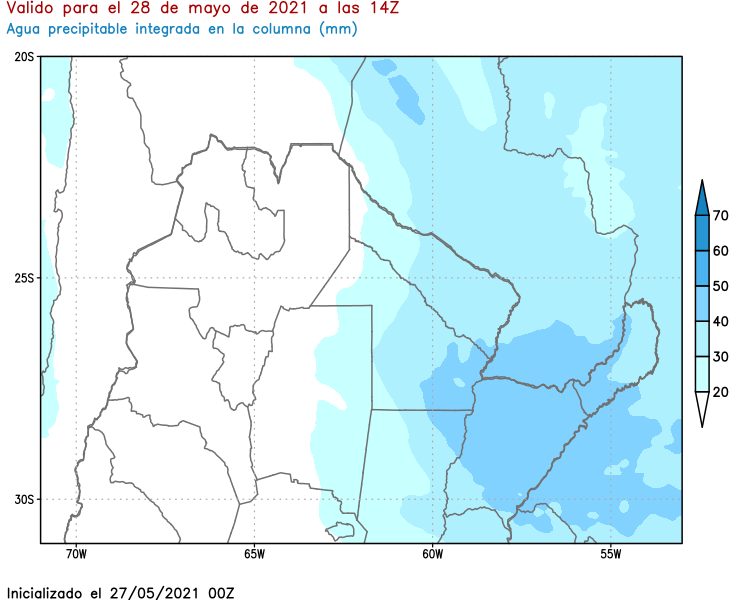 Valido para el 28 de mayo de 2021 a las 14Z
Agua precipitable integrada en la columna (mm)
20S
25S
30S
70W
65W
60W
55W
70
60
50
40
30
20
Inicializado el 27/05/2021 00Z